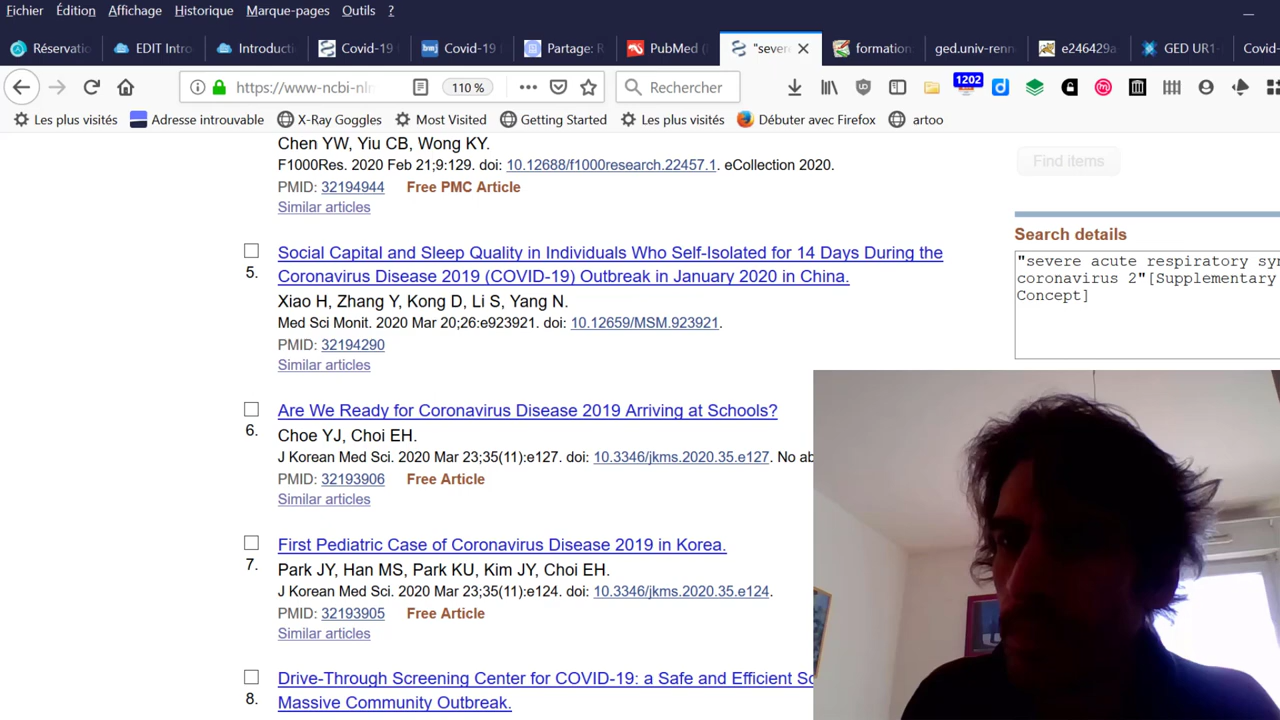 Fichier Édition Affichage Historique Marque-pages Outils ?
Réservatio EDIT Intro Introducti Covid-19 Covid-19 Partage: R PubMed ( "severe formation ged.univ-renn e246429a GED UR1- Covid-
https://www-ncbi-nln 110 % Rechercher 1202
Les plus visités Adresse introuvable X-Ray Goggles Most Visited Getting Started Les plus visités Débuter avec Firefox artoo
Chen YW, Yiu CB, Wong KY.
F1000Res. 2020 Feb 21;9:129. doi: 10.12688/f1000research.22457.1. eCollection 2020.
PMID: 32194944 Free PMC Article
Similar articles
Find items
Search details
"severe acute respiratory syn
coronavirus 2"[Supplementary
Concept]
Social Capital and Sleep Quality in Individuals Who Self-Isolated for 14 Days During the
5. Coronavirus Disease 2019 (COVID-19) Outbreak in January 2020 in China.
Xiao H, Zhang Y, Kong D, Li S, Yang N.
Med Sci Monit. 2020 Mar 20;26:e923921. doi: 10.12659/MSM.923921.
PMID: 32194290
Similar articles
Are We Ready for Coronavirus Disease 2019 Arriving at Schools?
6. Choe YJ, Choi EH.
J Korean Med Sci. 2020 Mar 23;35(11):e127. doi: 10.3346/jkms.2020.35.e127. No ab
PMID: 32193906 Free Article
Similar articles
First Pediatric Case of Coronavirus Disease 2019 in Korea.
7. Park JY, Han MS, Park KU, Kim JY, Choi EH.
J Korean Med Sci. 2020 Mar 23;35(11):e124. doi: 10.3346/jkms.2020.35.e124.
PMID: 32193905 Free Article
Similar articles
Drive-Through Screening Center for COVID-19: a Safe and Efficient Sc
8. Massive Community Outbreak.